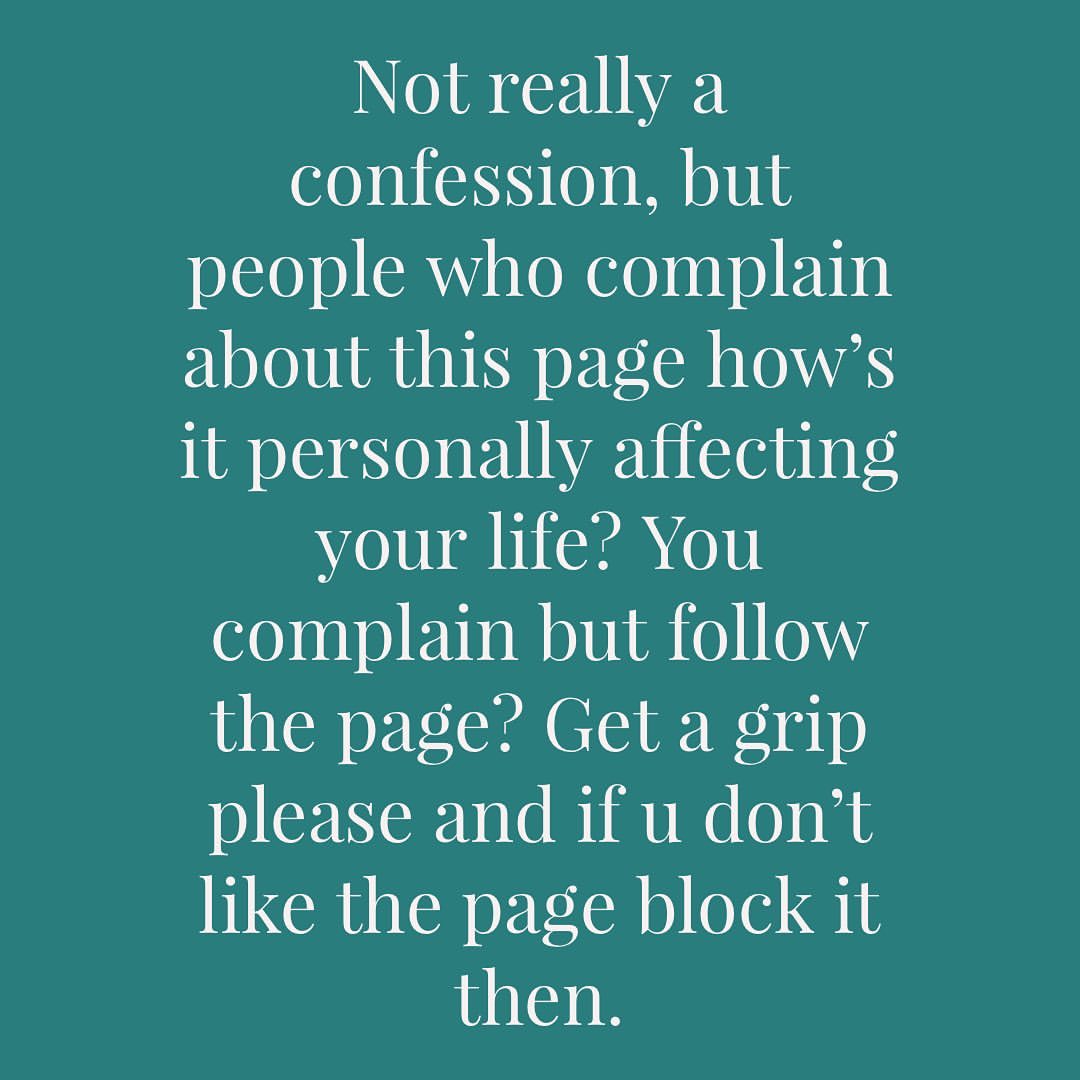 Not really a
confession, but
people who complain
about this page how’s
it personally affecting
your life? You
complain but follow
the page? Get a grip
please and if u don’t
like the page block it
then.